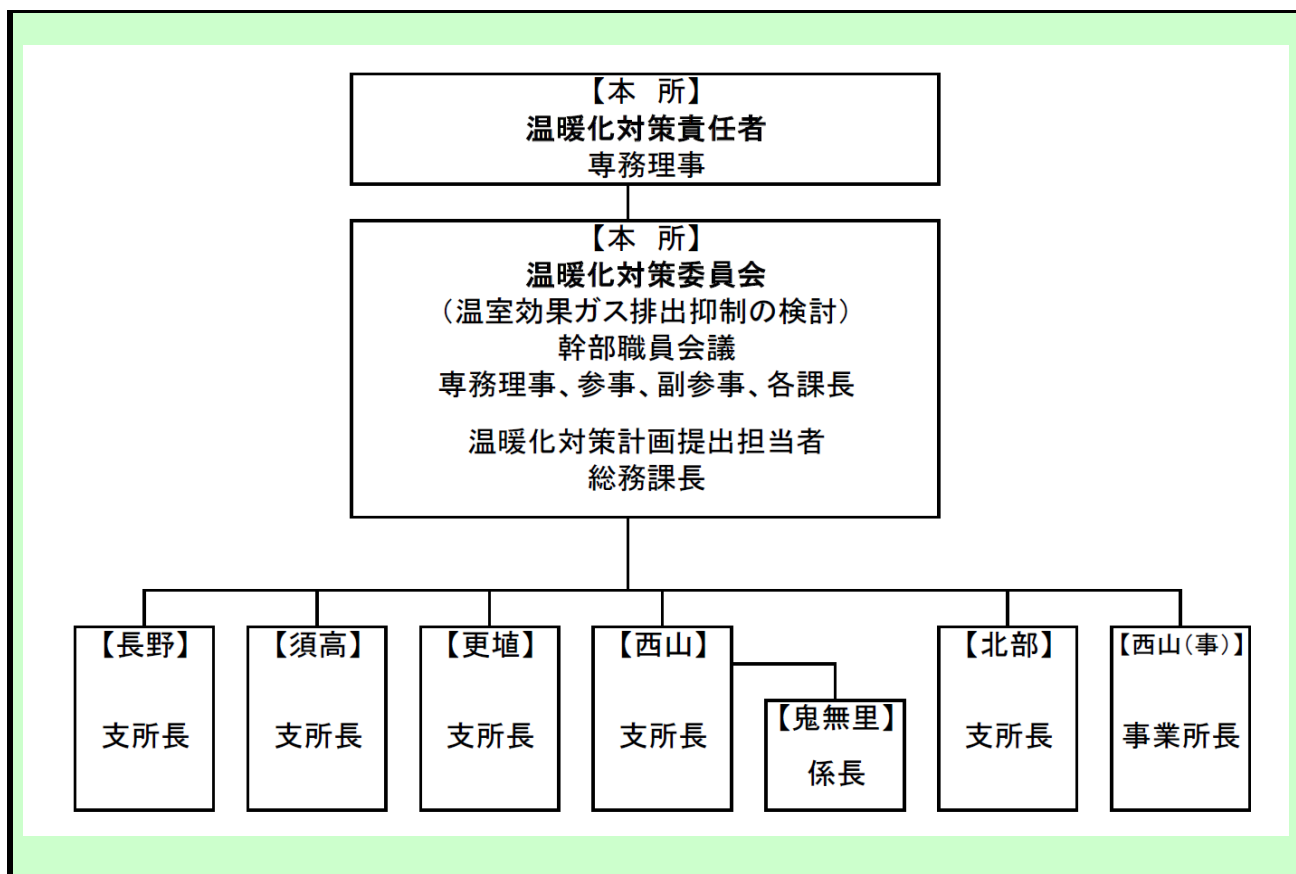 【本 所】
温暖化対策責任者
専務理事
【本 所】
温暖化対策委員会
（温室効果ガス排出抑制の検討）
幹部職員会議
専務理事、参事、副参事、各課長
温暖化対策計画提出担当者
総務課長
【長野】
支所長
【須高】
支所長
【更埴】
支所長
【西山】
支所長
【鬼無里】
係長
【北部】
支所長
【西山（事）】
事業所長